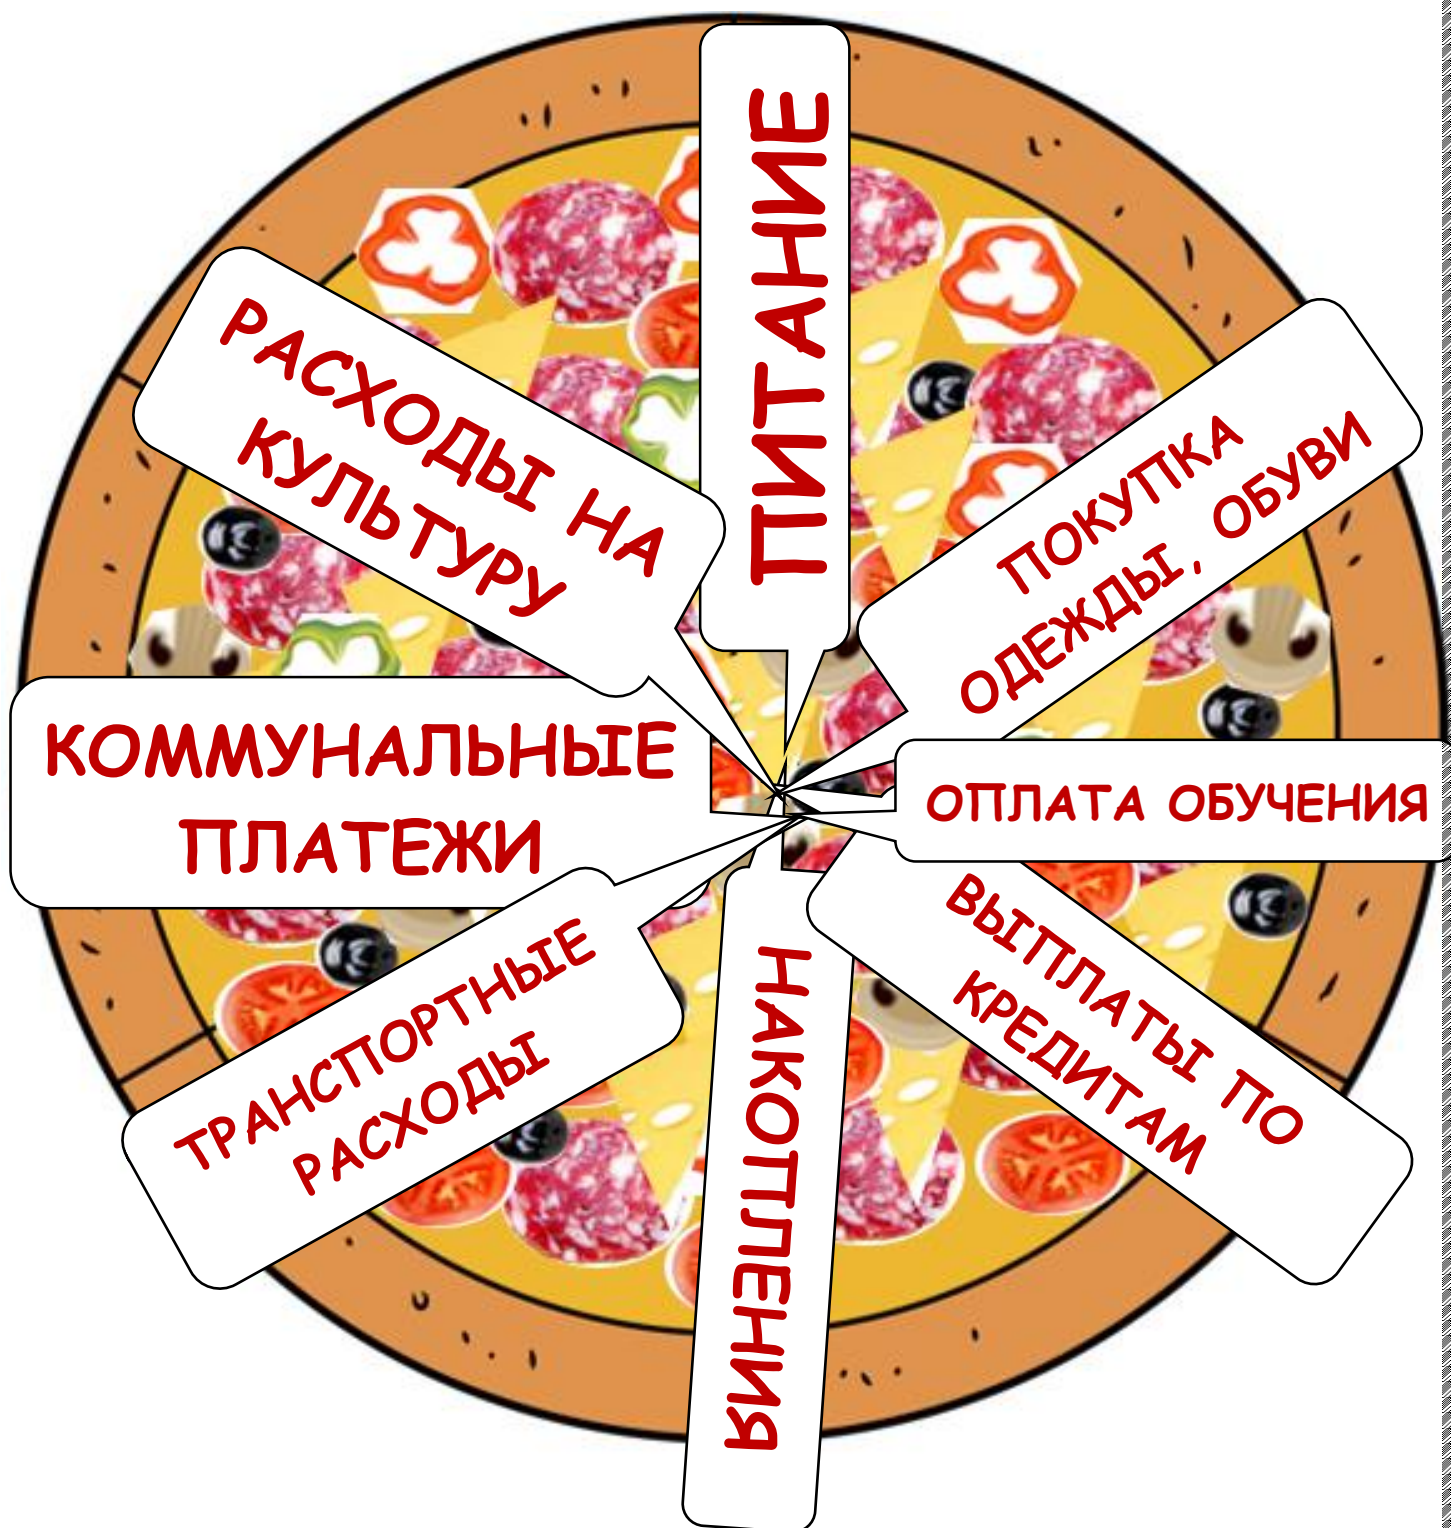 ПИТАНИЕ
РАСХОДЫ НА
КУЛЬТУРУ
ПОКУПКА
ОДЕЖДЫ, ОБУВИ
КОММУНАЛЬНЫЕ
ПЛАТЕЖИ
ОПЛАТА ОБУЧЕНИЯ
ТРАНСПОРТНЫЕ
РАСХОДЫ
НАКОПЛЕНИЯ
ВЫПЛАТЫ ПО
КРЕДИТАМ